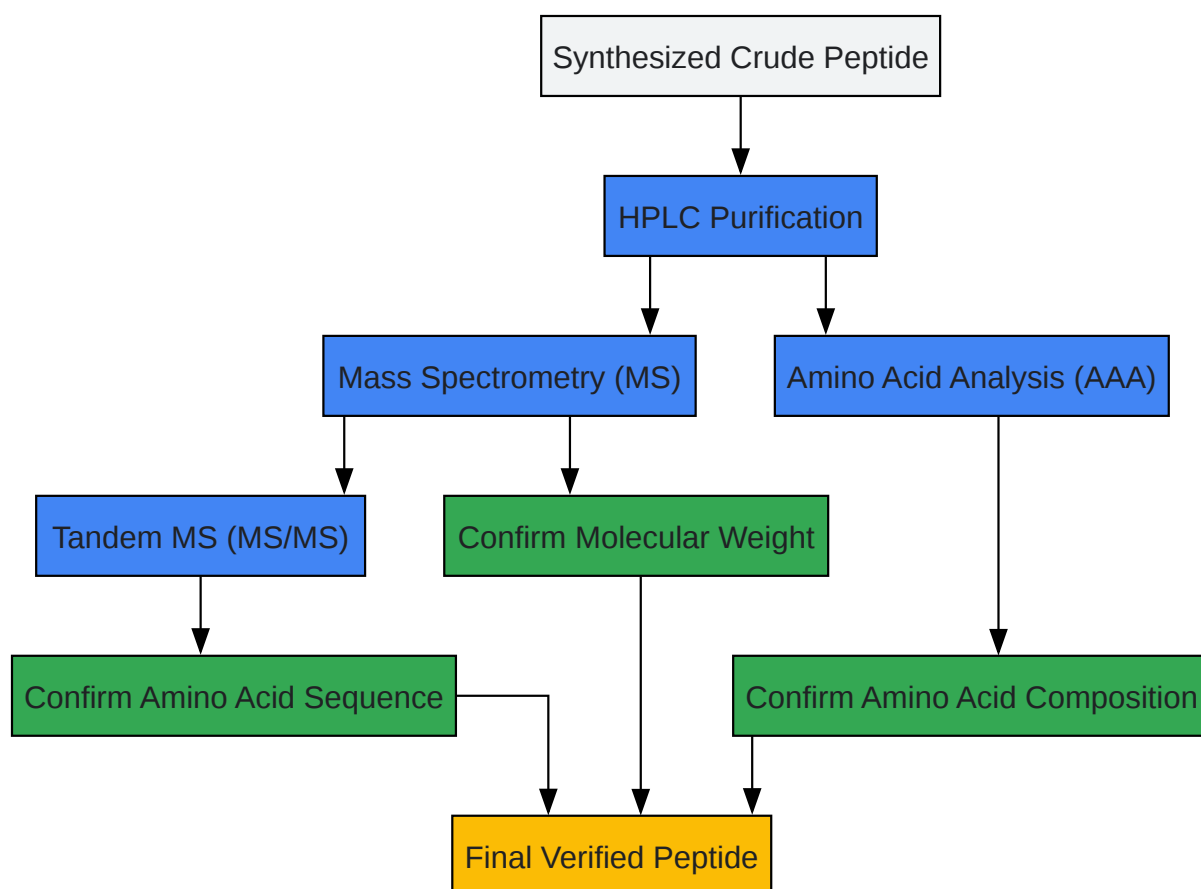 Synthesized Crude Peptide
HPLC Purification
Mass Spectrometry (MS)
Amino Acid Analysis (AAA)
Tandem MS (MS/MS)
Confirm Molecular Weight
Confirm Amino Acid Sequence
Confirm Amino Acid Composition
Final Verified Peptide